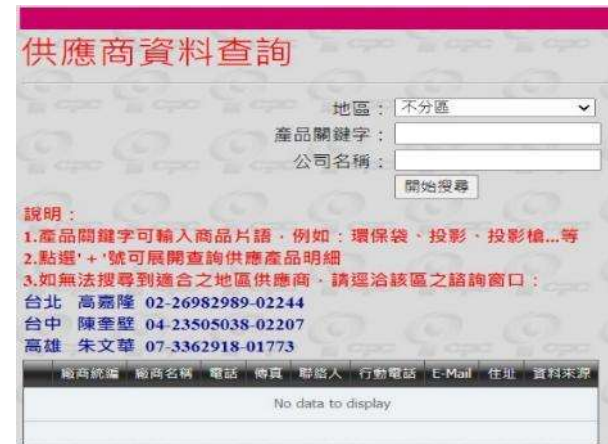 供應商資料查詢
地區： 不分區
產品關鍵字：
公司名稱：
開始搜尋
說明：
1.產品關鍵字可輸入商品片語，例如：環保袋、投影、投影槍...等
2.點選'+'號可展開查詢供應產品明細
3.如無法搜尋到適合之地區供應商，請逕洽該區之諮詢窗口：
台北 高嘉隆 02-26982989-02244
台中 陳奎壁 04-23505038-02207
高雄 朱文華 07-3362918-01773
廠商統編 廠商名稱 電話 傳真 聯絡人 行動電話 E-Mail 住址 資料來源
No data to display